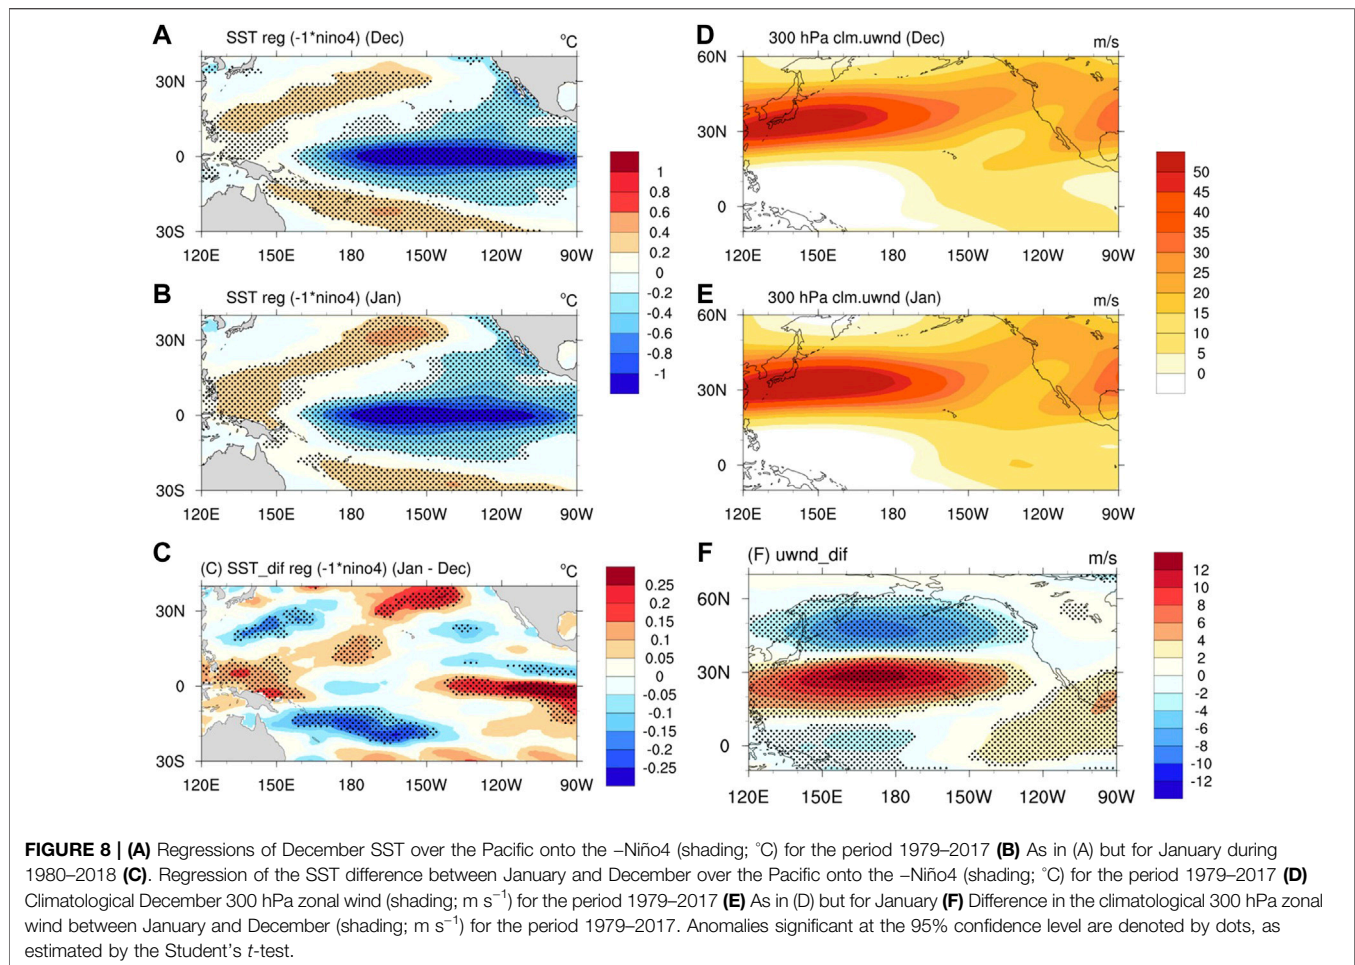 A
SST reg (-1*nino4) (Dec)
°C
30N
0
30S
120E 150E 180 150W 120W 90W
B
SST reg (-1*nino4) (Jan)
°C
30N
0
30S
120E 150E 180 150W 120W 90W
1
0.8
0.6
0.4
0.2
0
-0.2
-0.4
-0.6
-0.8
-1
C
(C) SST_dif reg (-1*nino4) (Jan - Dec)
°C
30N
0
30S
120E 150E 180 150W 120W 90W
0.25
0.2
0.15
0.1
0.05
0
-0.05
-0.1
-0.15
-0.2
-0.25
D
300 hPa clm.uwnd (Dec)
m/s
60N
30N
0
120E 150E 180 150W 120W 90W
E
300 hPa clm.uwnd (Jan)
m/s
60N
30N
0
120E 150E 180 150W 120W 90W
50
45
40
35
30
25
20
15
10
5
0
F
(F) uwnd_dif
m/s
60N
30N
0
120E 150E 180 150W 120W 90W
12
10
8
6
4
2
0
-2
-4
-6
-8
-10
-12
FIGURE 8 | (A) Regressions of December SST over the Pacific onto the −Niño4 (shading; °C) for the period 1979–2017 (B) As in (A) but for January during
1980–2018 (C). Regression of the SST difference between January and December over the Pacific onto the −Niño4 (shading; °C) for the period 1979–2017 (D)
Climatological December 300 hPa zonal wind (shading; m s−1) for the period 1979–2017 (E) As in (D) but for January (F) Difference in the climatological 300 hPa zonal
wind between January and December (shading; m s−1) for the period 1979–2017. Anomalies significant at the 95% confidence level are denoted by dots, as
estimated by the Student's t-test.